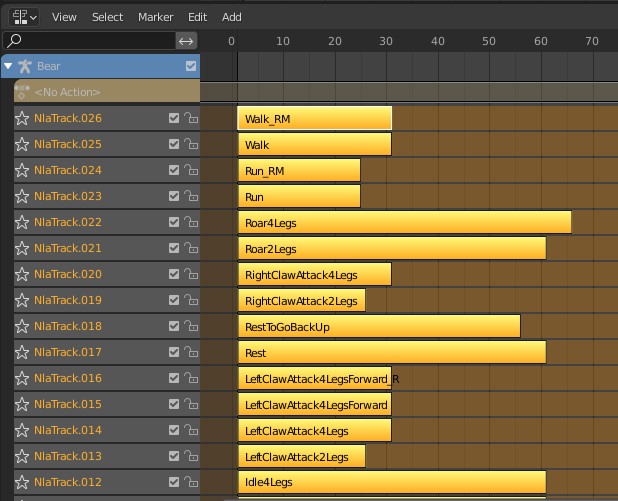 View Select Marker Edit Add
0 10 20 30 40 50 60 70
Bear
<No Action>
NlaTrack.026 Walk_RM
NlaTrack.025 Walk
NlaTrack.024 Run_RM
NlaTrack.023 Run
NlaTrack.022 Roar4Legs
NlaTrack.021 Roar2Legs
NlaTrack.020 RightClawAttack4Legs
NlaTrack.019 RightClawAttack2Legs
NlaTrack.018 RestToGoBackUp
NlaTrack.017 Rest
NlaTrack.016 LeftClawAttack4LegsForward_R
NlaTrack.015 LeftClawAttack4LegsForward
NlaTrack.014 LeftClawAttack4Legs
NlaTrack.013 LeftClawAttack2Legs
NlaTrack.012 Idle4Legs